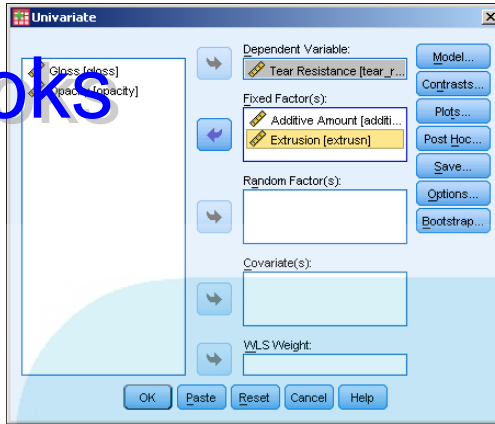 Univariate
Gloss [gloss]
Opacity [opacity]
oks
Dependent Variable:
Tear Resistance [tear_r...
Fixed Factor(s):
Additive Amount [additi...
Extrusion [extrusn]
Random Factor(s):
Covariate(s):
WLS Weight:
Model...
Contrasts...
Plots...
Post Hoc...
Save...
Options...
Bootstrap...
OK
Paste
Reset
Cancel
Help